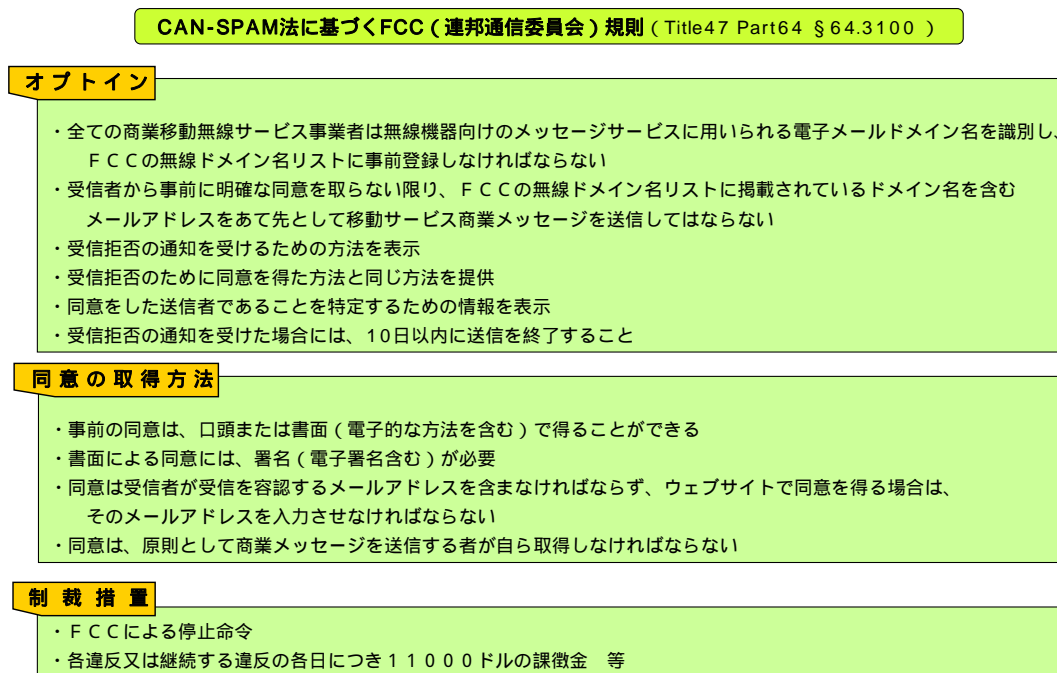 CAN-SPAM法に基づくFCC（連邦通信委員会）規則（Title47 Part64 §64.3100 ）
オプトイン
・全ての商業移動無線サービス事業者は無線機器向けのメッセージサービスに用いられる電子メールドメイン名を識別し、
ＦＣＣの無線ドメイン名リストに事前登録しなければならない
・受信者から事前に明確な同意を取らない限り、ＦＣＣの無線ドメイン名リストに掲載されているドメイン名を含む
メールアドレスをあて先として移動サービス商業メッセージを送信してはならない
・受信拒否の通知を受けるための方法を表示
・受信拒否のために同意を得た方法と同じ方法を提供
・同意をした送信者であることを特定するための情報を表示
・受信拒否の通知を受けた場合には、10日以内に送信を終了すること
同意の取得方法
・事前の同意は、口頭または書面（電子的な方法を含む）で得ることができる
・書面による同意には、署名（電子署名含む）が必要
・同意は受信者が受信を容認するメールアドレスを含まなければならず、ウェブサイトで同意を得る場合は、
そのメールアドレスを入力させなければならない
・同意は、原則として商業メッセージを送信する者が自ら取得しなければならない
制裁措置
・ＦＣＣによる停止命令
・各違反又は継続する違反の各日につき１１０００ドルの課徴金　等